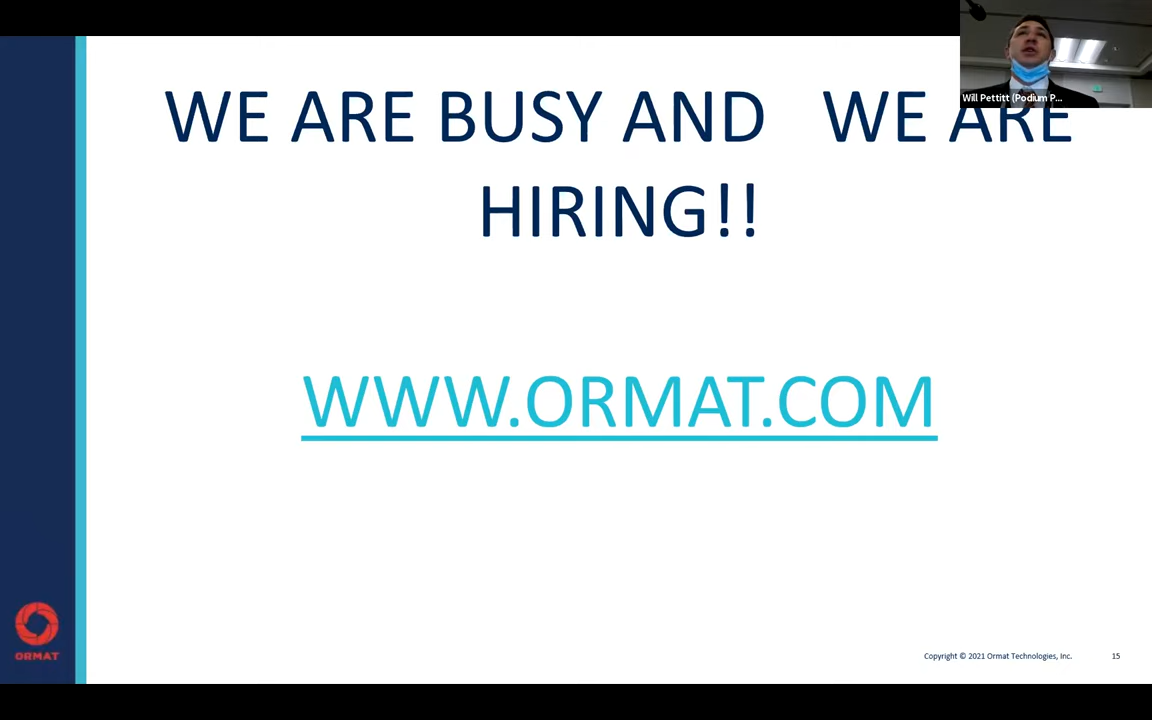 Will Pettitt (Podium P...
WE ARE BUSY AND WE ARE
HIRING!!
WWW.ORMAT.COM
ORMAT
Copyright © 2021 Ormat Technologies, Inc. 15